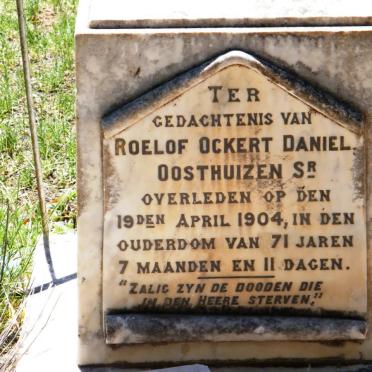 TER
GEDACHTENIS VAN
ROELOF OCKERT DANIEL.
OOSTHUIZEN SR
OVERLEDEN OP DEN
19DEN APRIL 1904, IN DEN
OUDERDOM VAN 71 JAREN
7 MAANDEN EN 11 DAGEN.
"ZALIG ZYN DE DOODEN DIE
IN DEN HEERE STERVEN,"